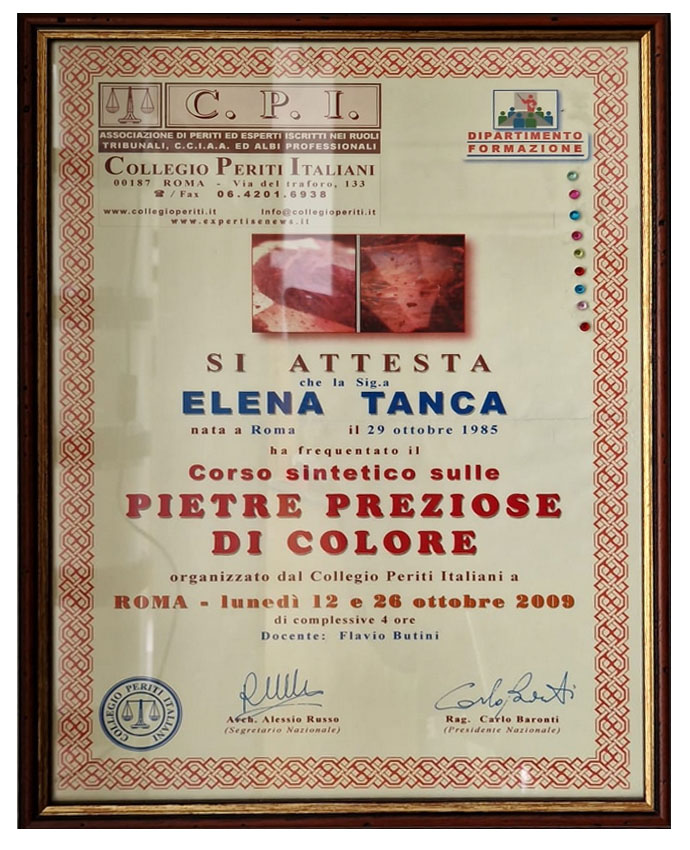 C. P. I.
ASSOCIAZIONE DI PERITI ED ESPERTI ISCRITTI NEI RUOLI
TRIBUNALI, C.C.I.A.A. ED ALBI PROFESSIONALI
COLLEGIO PERITI ITALIANI
00187 ROMA - Via del traforo, 133
☎ / Fax 06.4201.6938
www.collegioperiti.it Info@collegioperiti.it
www.expertisenews.it
DIPARTIMENTO
FORMAZIONE
SI ATTESTA
che la Sig.a
ELENA TANCA
nata a Roma il 29 ottobre 1985
ha frequentato il
Corso sintetico sulle
PIETRE PREZIOSE
DI COLORE
organizzato dal Collegio Periti Italiani a
ROMA - lunedì 12 e 26 ottobre 2009
di complessive 4 ore
Docente: Flavio Butini
COLLEGIO PERITI ITALIANI
Arch. Alessio Russo
(Segretario Nazionale)
Carlo Baronti
Rag. Carlo Baronti
(Presidente Nazionale)